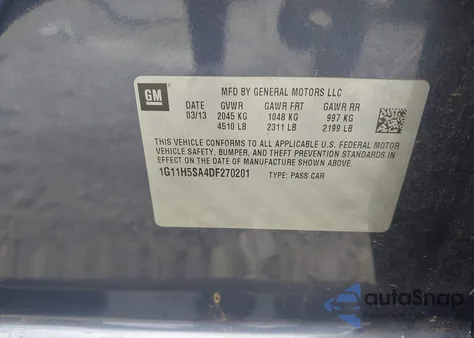 GM
MFD BY GENERAL MOTORS LLC
DATE GVWR GAWR FRT GAWR RR
03/13 2045 KG 1048 KG 997 KG
4510 LB 2311 LB 2199 LB
THIS VEHICLE CONFORMS TO ALL APPLICABLE U.S. FEDERAL MOTOR
VEHICLE SAFETY, BUMPER, AND THEFT PREVENTION STANDARDS IN
EFFECT ON THE DATE OF MANUFACTURE SHOWN ABOVE.
1G11H5SA4DF270201 TYPE: PASS CAR
autoSnap